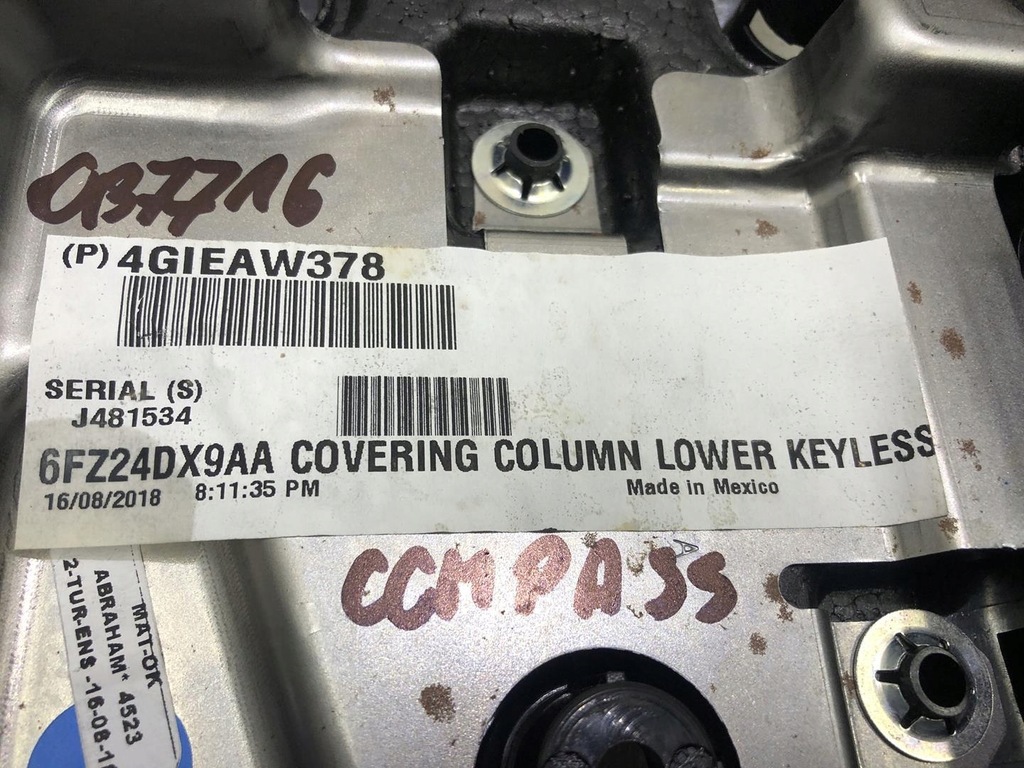 OB7716
(P) 4GIEAW378
SERIAL (S)
J481534
6FZ24DX9AA COVERING COLUMN LOWER KEYLESS
16/08/2018 8:11:35 PM
Made in Mexico
COMPASS
MAT-OK
ABRAHAM* 4523
2-TUR-ENS -16-08-1